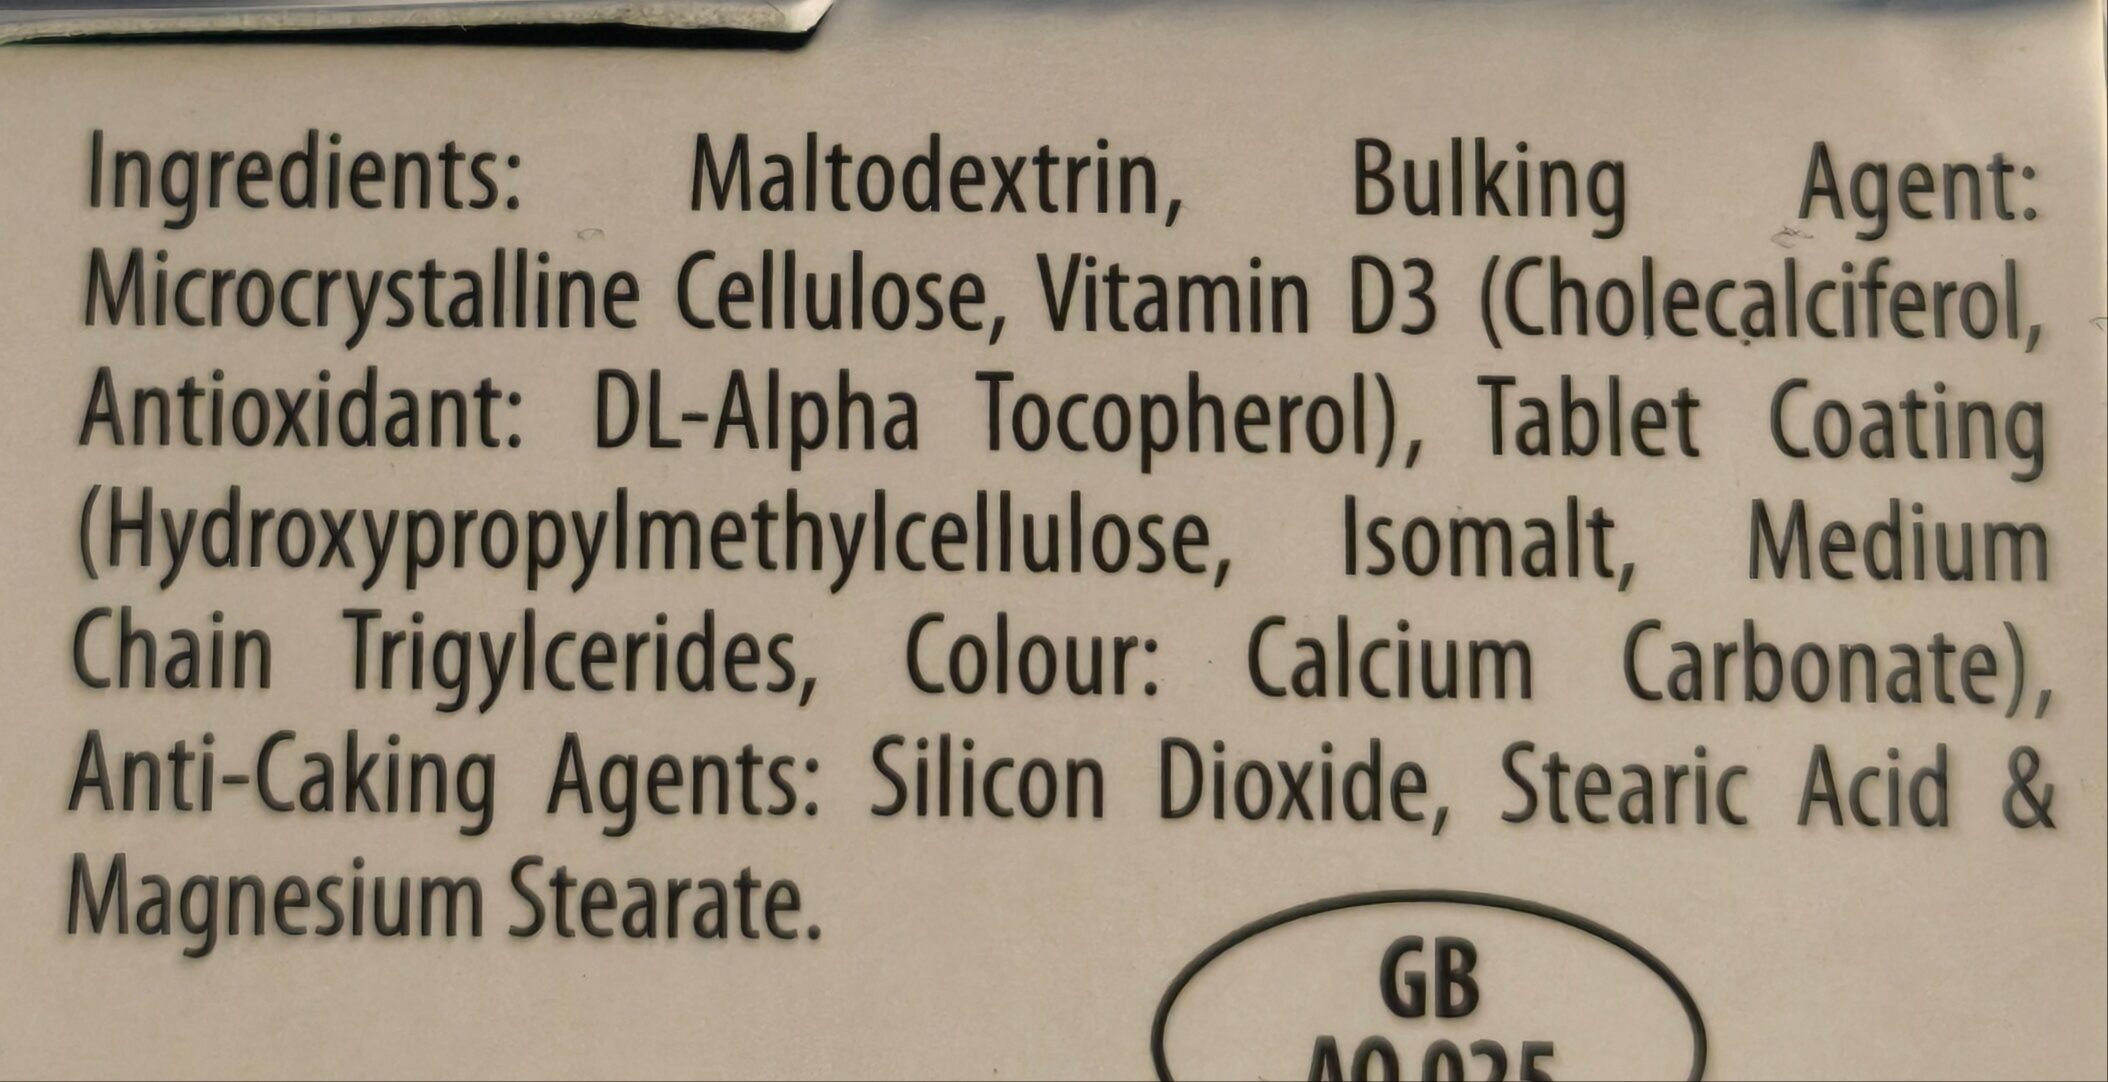 Ingredients: Maltodextrin, Bulking Agent:
Microcrystalline Cellulose, Vitamin D3 (Cholecalciferol,
Antioxidant: DL-Alpha Tocopherol), Tablet Coating
(Hydroxypropylmethylcellulose, Isomalt, Medium
Chain Trigylcerides, Colour: Calcium Carbonate),
Anti-Caking Agents: Silicon Dioxide, Stearic Acid &
Magnesium Stearate.
GB